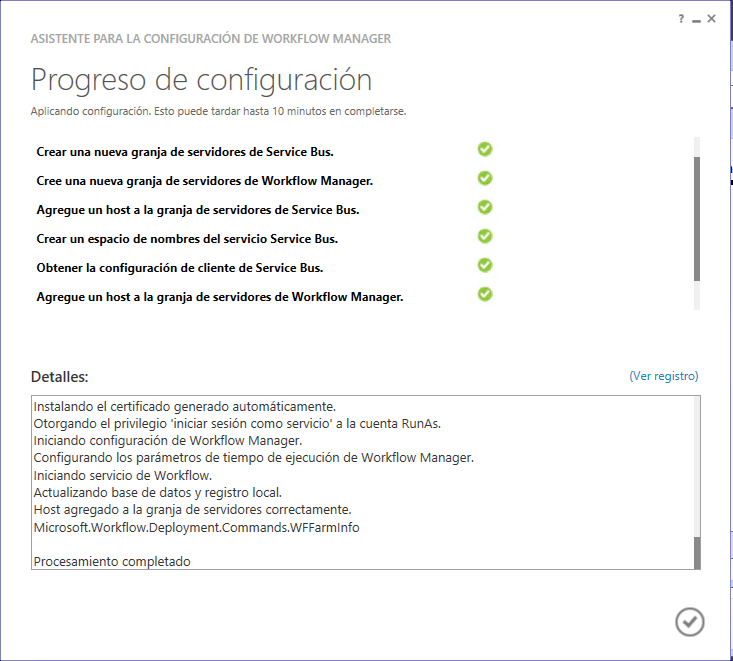 ?
ASISTENTE PARA LA CONFIGURACIÓN DE WORKFLOW MANAGER
Progreso de configuración
Aplicando configuración. Esto puede tardar hasta 10 minutos en completarse.
Crear una nueva granja de servidores de Service Bus.
Cree una nueva granja de servidores de Workflow Manager.
Agregue un host a la granja de servidores de Service Bus.
Crear un espacio de nombres del servicio Service Bus.
Obtener la configuración de cliente de Service Bus.
Agregue un host a la granja de servidores de Workflow Manager.
Detalles:
(Ver registro)
Instalando el certificado generado automáticamente.
Otorgando el privilegio 'iniciar sesión como servicio' a la cuenta RunAs.
Iniciando configuración de Workflow Manager.
Configurando los parámetros de tiempo de ejecución de Workflow Manager.
Iniciando servicio de Workflow.
Actualizando base de datos y registro local.
Host agregado a la granja de servidores correctamente.
Microsoft.Workflow.Deployment.Commands.WFFarmInfo
Procesamiento completado